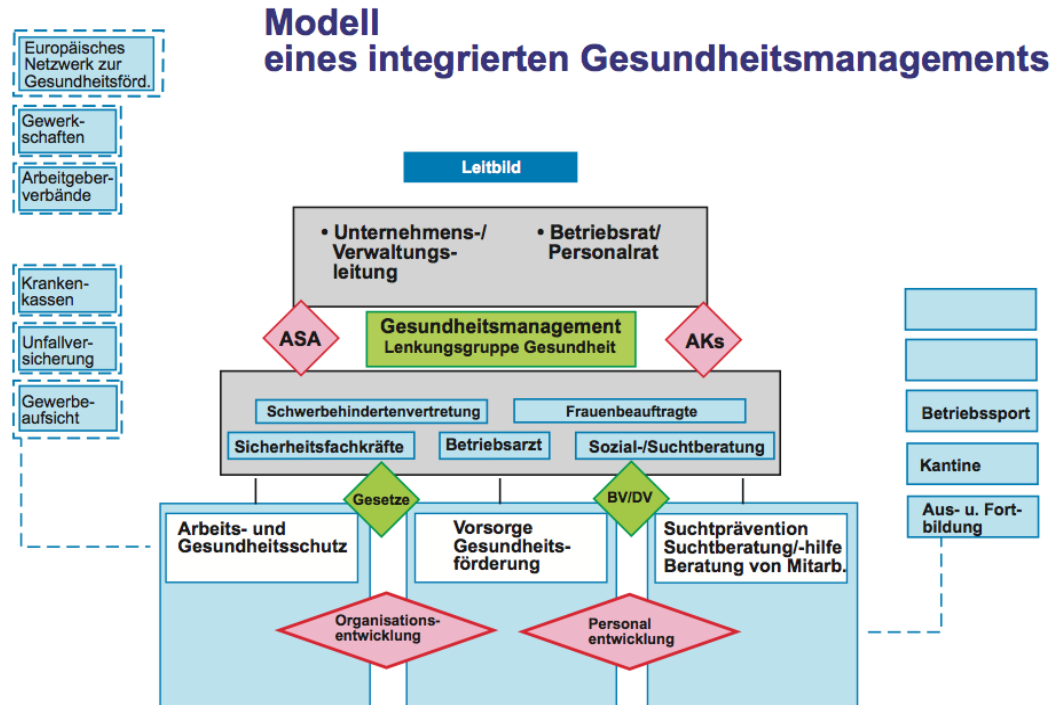 Modell
eines integrierten Gesundheitsmanagements
Europäisches
Netzwerk zur
Gesundheitsförd.
Gewerk-
schaften
Arbeitgeber
verbände
Kranken-
kassen
Unfallver-
sicherung
Gewerbe-
aufsicht
Leitbild
• Unternehmens-/
Verwaltungs-
leitung
• Betriebsrat/
Personalrat
ASA
Gesundheitsmanagement
Lenkungsgruppe Gesundheit
AKs
Schwerbehindertenvertretung
Frauenbeauftragte
Sicherheitsfachkräfte
Betriebsarzt
Sozial-/Suchtberatung
Gesetze
BV/DV
Arbeits- und
Gesundheitsschutz
Vorsorge
Gesundheits-
förderung
Suchtprävention
Suchtberatung/-hilfe
Beratung von Mitarb.
Organisations-
entwicklung
Personal
entwicklung
Betriebssport
Kantine
Aus- u. Fort-
bildung